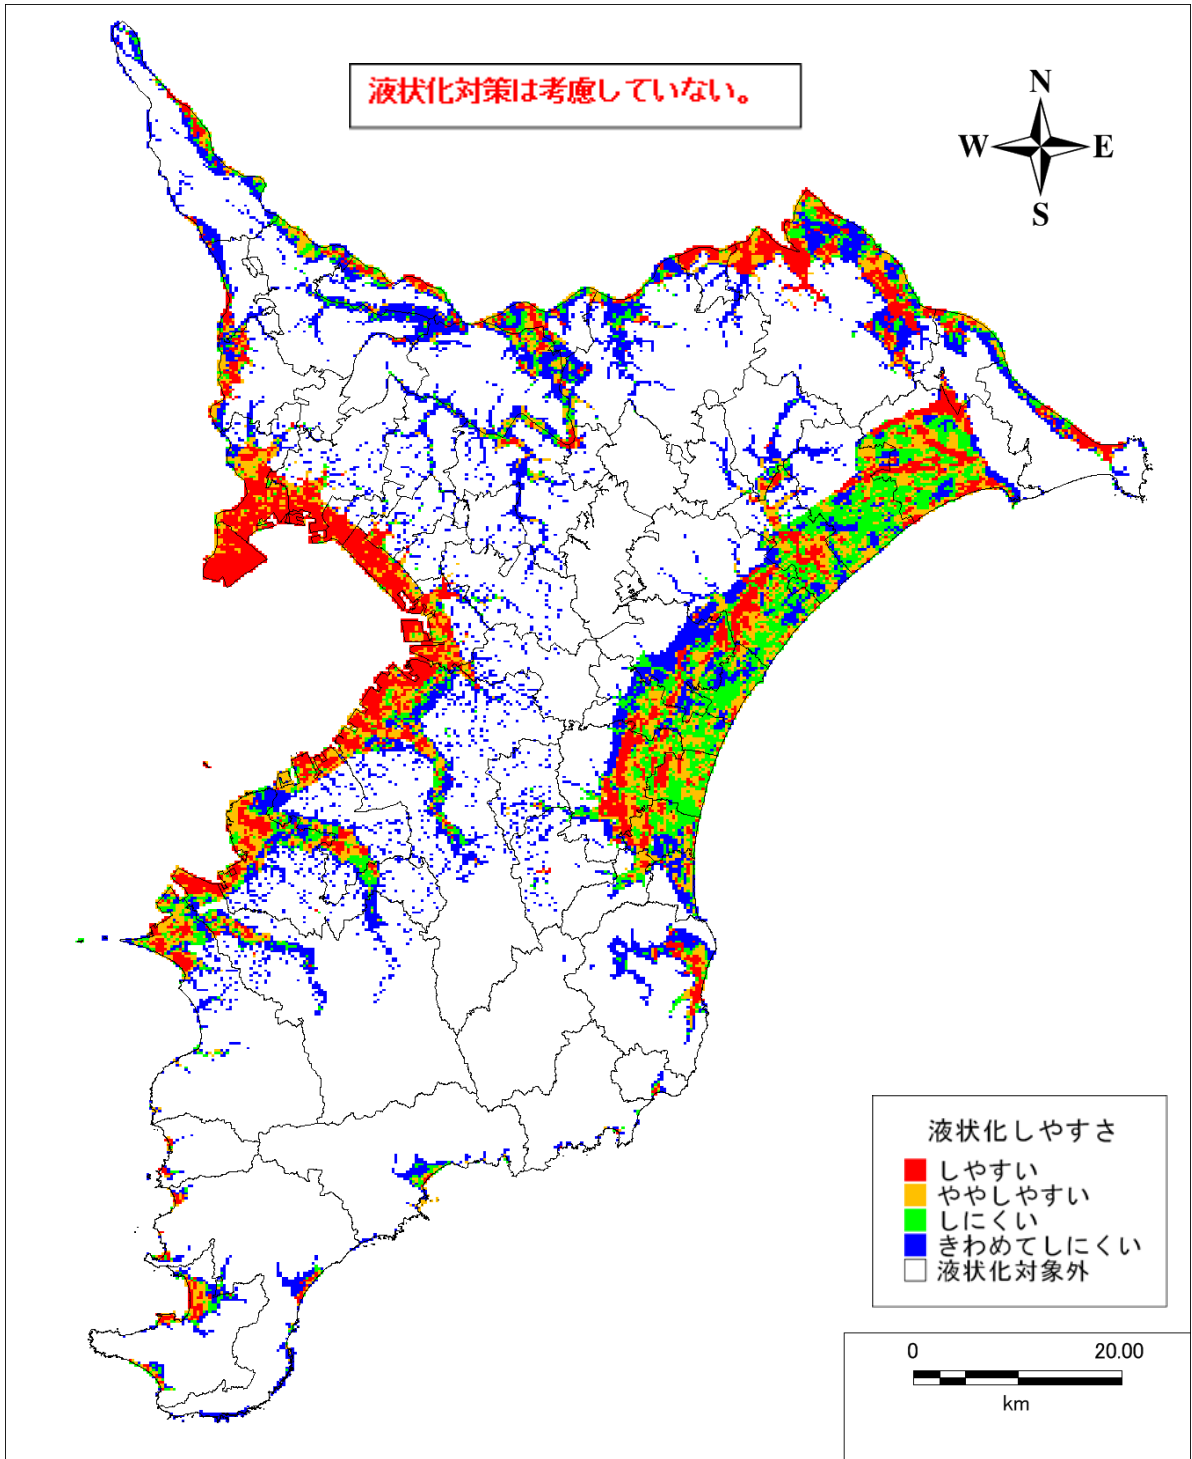 液状化対策は考慮していない。
N
W E
S
液状化しやすさ
しやすい
ややしやすい
しにくい
きわめてしにくい
液状化対象外
0 20.00
km